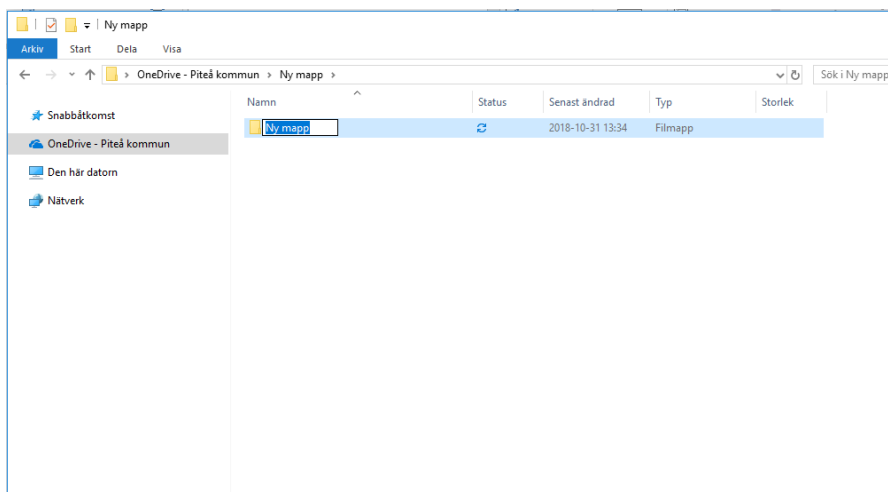 Ny mapp
Arkiv Start Dela Visa
OneDrive - Piteå kommun Ny mapp Sök i Ny mapp
Namn Status Senast ändrad Typ Storlek
Snabbåtkomst
Ny mapp 2018-10-31 13:34 Filmapp
OneDrive - Piteå kommun
Den här datorn
Nätverk